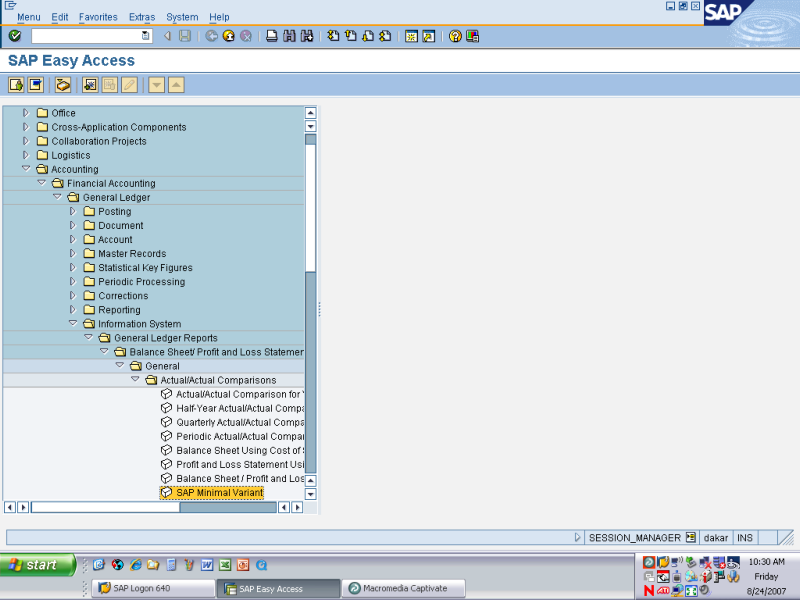 Menu Edit Favorites Extras System Help
SAP
SAP Easy Access
Office
Cross-Application Components
Collaboration Projects
Logistics
Accounting
Financial Accounting
General Ledger
Posting
Document
Account
Master Records
Statistical Key Figures
Periodic Processing
Corrections
Reporting
Information System
General Ledger Reports
Balance Sheet/ Profit and Loss Statemer
General
Actual/Actual Comparisons
Actual/Actual Comparison for
Half-Year Actual/Actual Compa
Quarterly Actual/Actual Compa
Periodic Actual/Actual Compar
Balance Sheet Using Cost of
Profit and Loss Statement Usi
Balance Sheet / Profit and Los
SAP Minimal Variant
SESSION_MANAGER dakar INS
start
10:30 AM
SAP Logon 640 SAP Easy Access Macromedia Captivate
Friday
8/24/2007